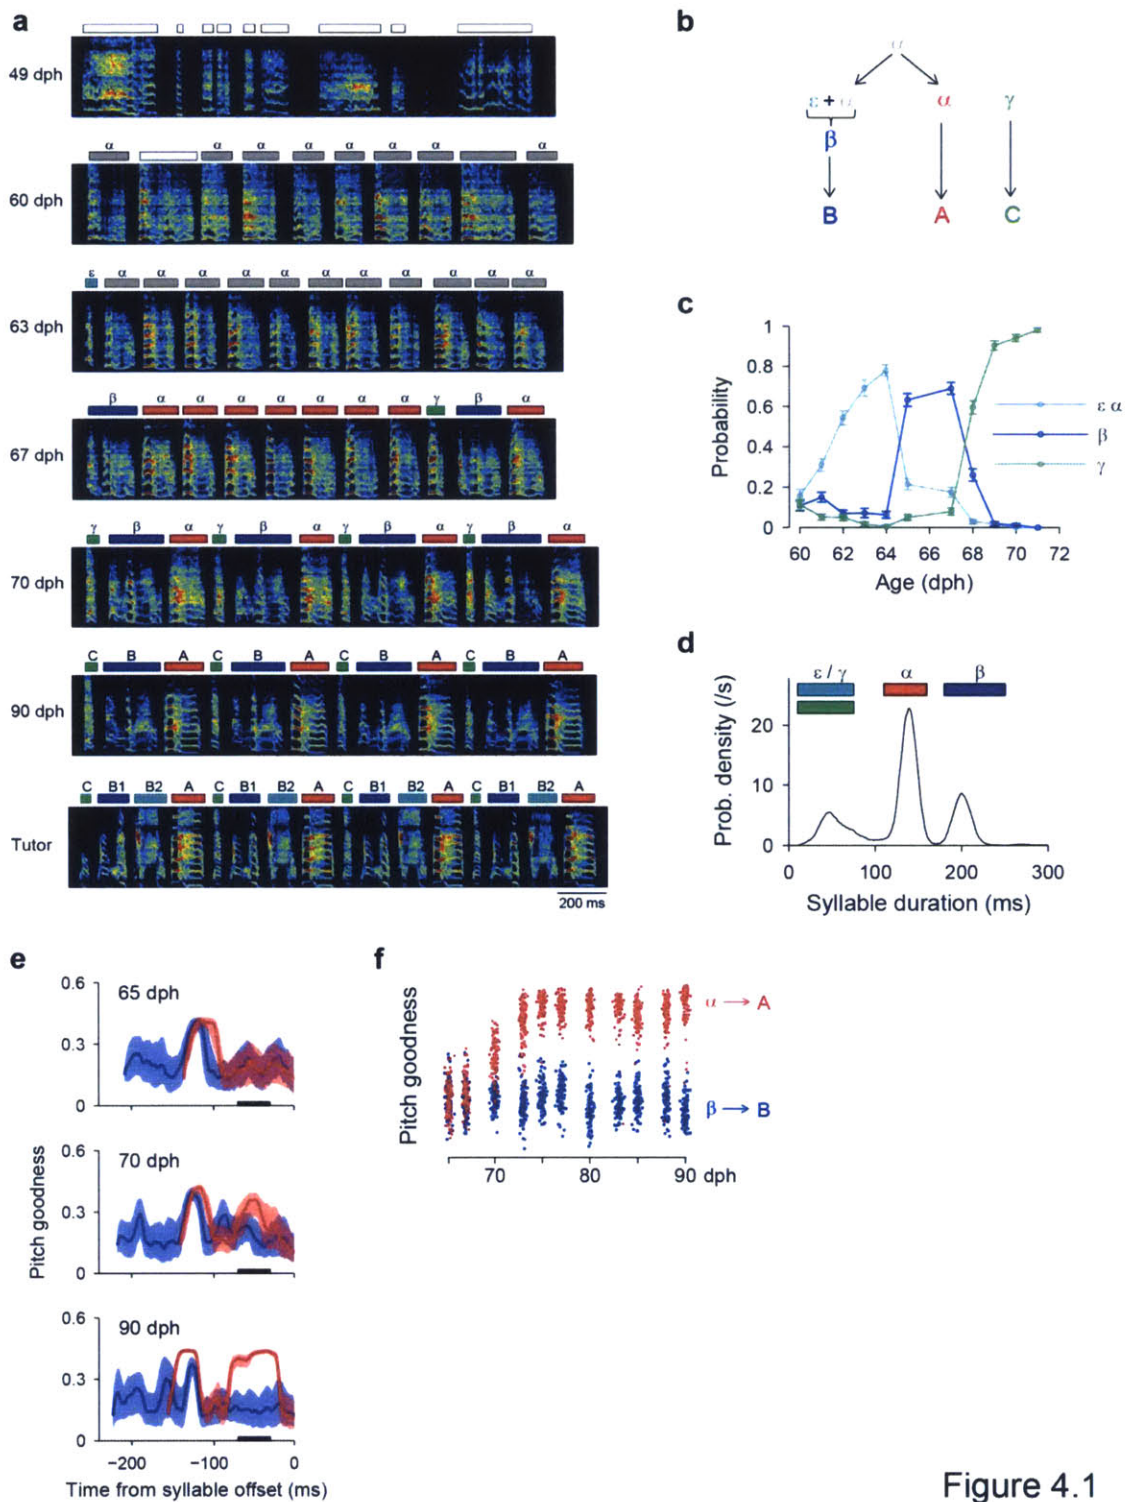 a
49 dph
α α α α α α α α
60 dph
ε α α α α α α α α α α α
63 dph
β α α α α α α α γ β α
67 dph
γ β α γ β α γ β α γ β α
70 dph
C B A C B A C B A C B A
90 dph
C B1 B2 A C B1 B2 A C B1 B2 A C B1 B2 A
Tutor
200 ms
b
α
ε + α α γ
β
B A C
c
1
0.8
0.6
0.4
0.2
0
Probability
60 62 64 66 68 70 72
Age (dph)
ε α
β
γ
d
ε / γ α β
20
10
0
Prob. density (/s)
0 100 200 300
Syllable duration (ms)
e
0.6
65 dph
0.3
0
0.6
70 dph
0.3
0
Pitch goodness
0.6
90 dph
0.3
0
−200 −100 0
Time from syllable offset (ms)
f
Pitch goodness
α → A
β → B
70 80 90 dph
Figure 4.1